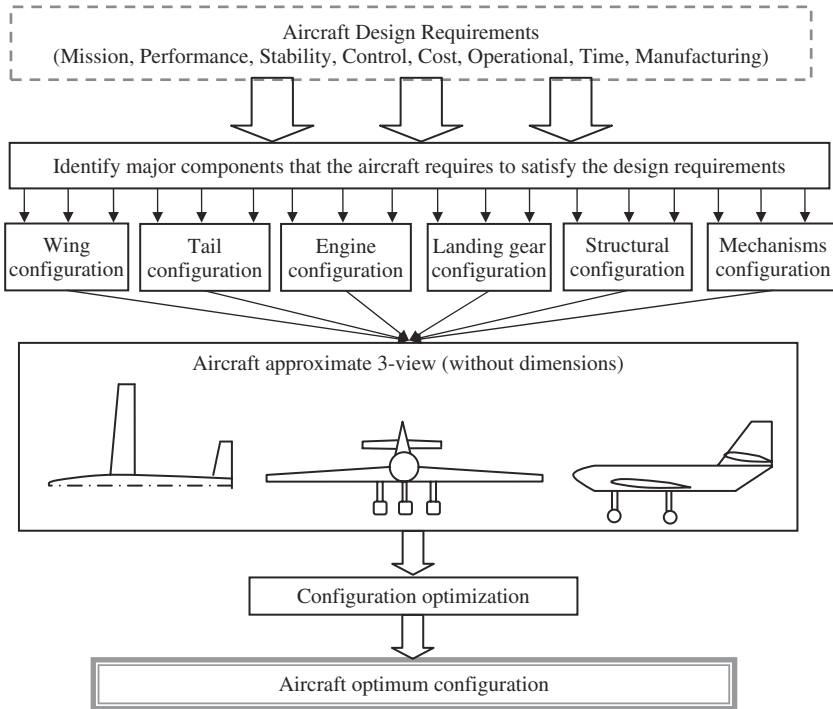 Aircraft Design Requirements
(Mission, Performance, Stability, Control, Cost, Operational, Time, Manufacturing)
Identify major components that the aircraft requires to satisfy the design requirements
Wing
configuration
Tail
configuration
Engine
configuration
Landing gear
configuration
Structural
configuration
Mechanisms
configuration
Aircraft approximate 3-view (without dimensions)
Configuration optimization
Aircraft optimum configuration